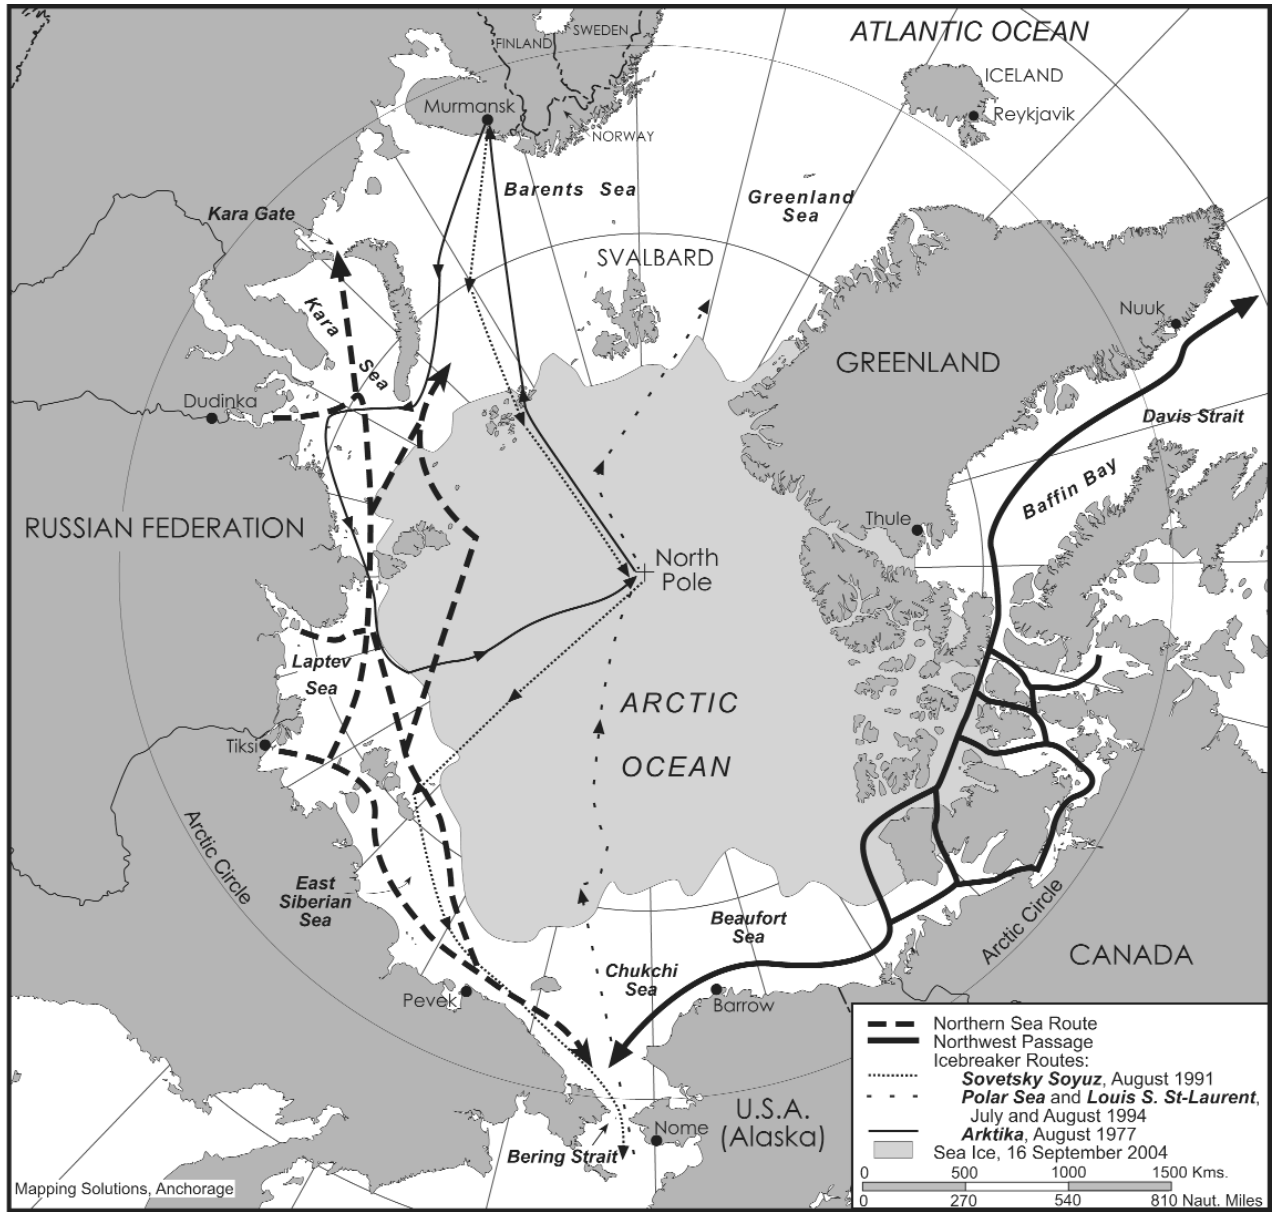 ATLANTIC OCEAN
SWEDEN
FINLAND
ICELAND
Murmansk
Reykjavik
NORWAY
Barents Sea
Greenland
Sea
Kara Gate
SVALBARD
Kara
Sea
Nuuk
GREENLAND
Dudinka
Davis Strait
Baffin Bay
Thule
RUSSIAN FEDERATION
North
Pole
Laptev
Sea
ARCTIC
OCEAN
Tiksi
Arctic Circle
East
Siberian
Sea
Beaufort
Sea
Arctic Circle
CANADA
Chukchi
Sea
Pevek
Barrow
U.S.A.
(Alaska)
Nome
Bering Strait
Mapping Solutions, Anchorage
Northern Sea Route
Northwest Passage
Icebreaker Routes:
Sovetsky Soyuz, August 1991
Polar Sea and Louis S. St-Laurent,
July and August 1994
Arktika, August 1977
Sea Ice, 16 September 2004
0 500 1000 1500 Kms.
0 270 540 810 Naut. Miles